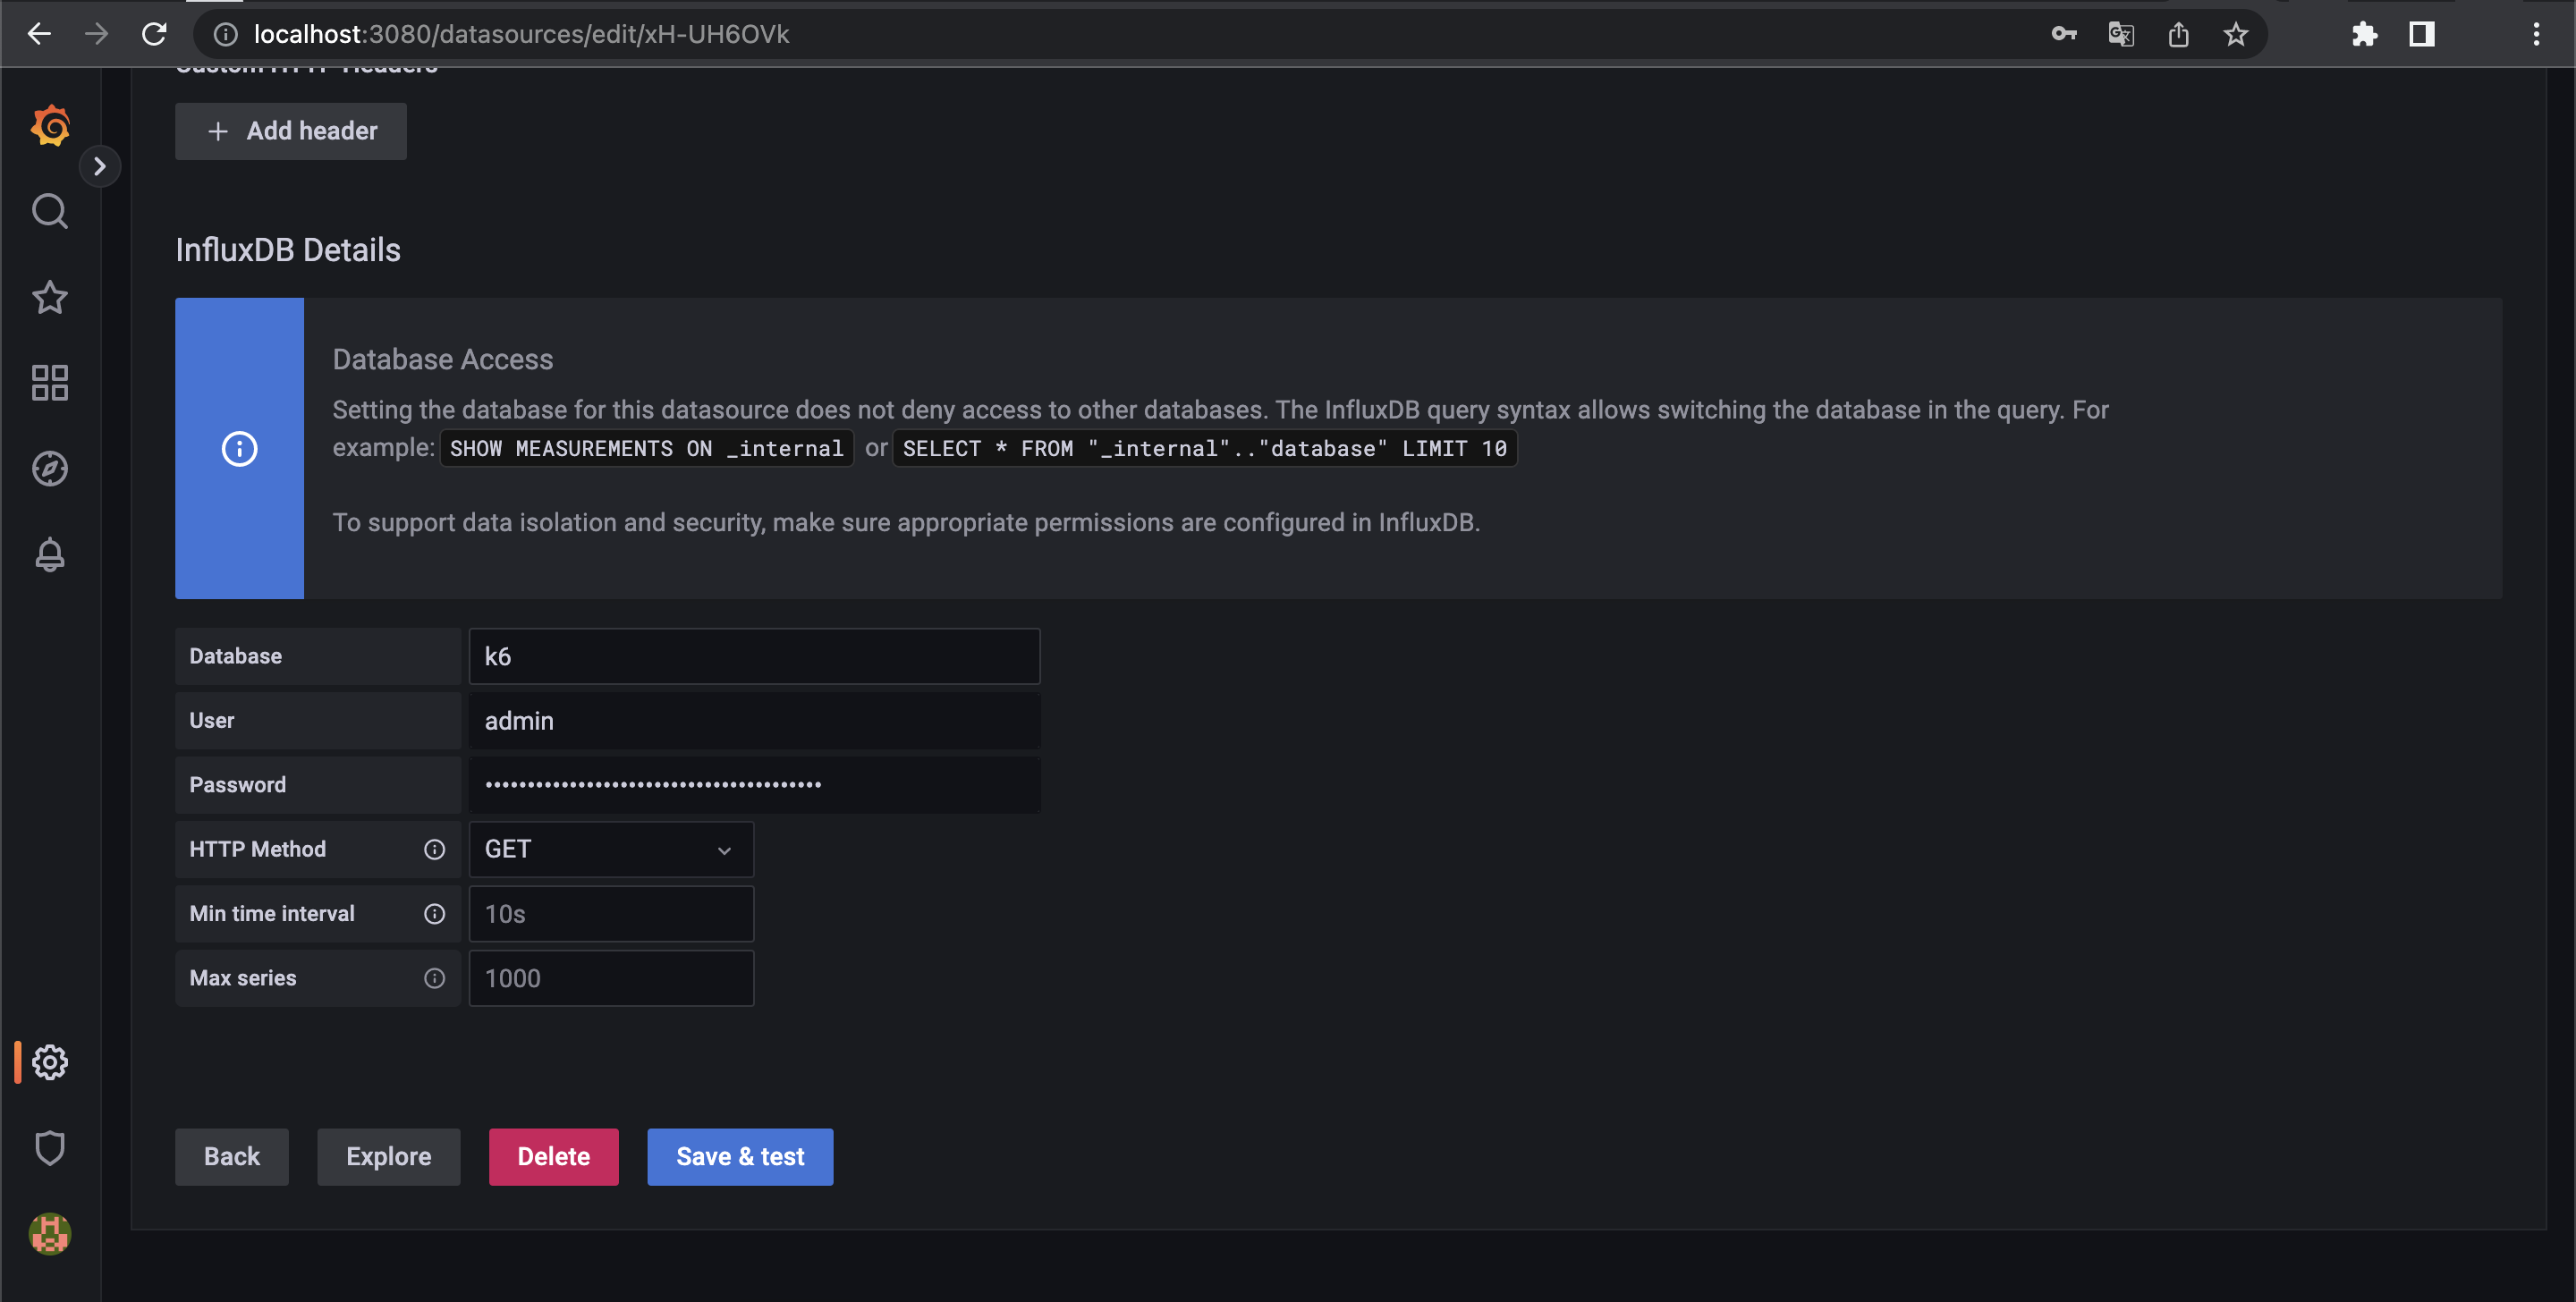 localhost:3080/datasources/edit/xH-UH6OVk
Custom HTTP Headers
+ Add header
InfluxDB Details
Database Access
Setting the database for this datasource does not deny access to other databases. The InfluxDB query syntax allows switching the database in the query. For
example: SHOW MEASUREMENTS ON _internal or SELECT * FROM "_internal".."database" LIMIT 10
To support data isolation and security, make sure appropriate permissions are configured in InfluxDB.
Database k6
User admin
Password ••••••••••••••••••••••••••••••••••••••••
HTTP Method GET
Min time interval 10s
Max series 1000
Back Explore Delete Save & test